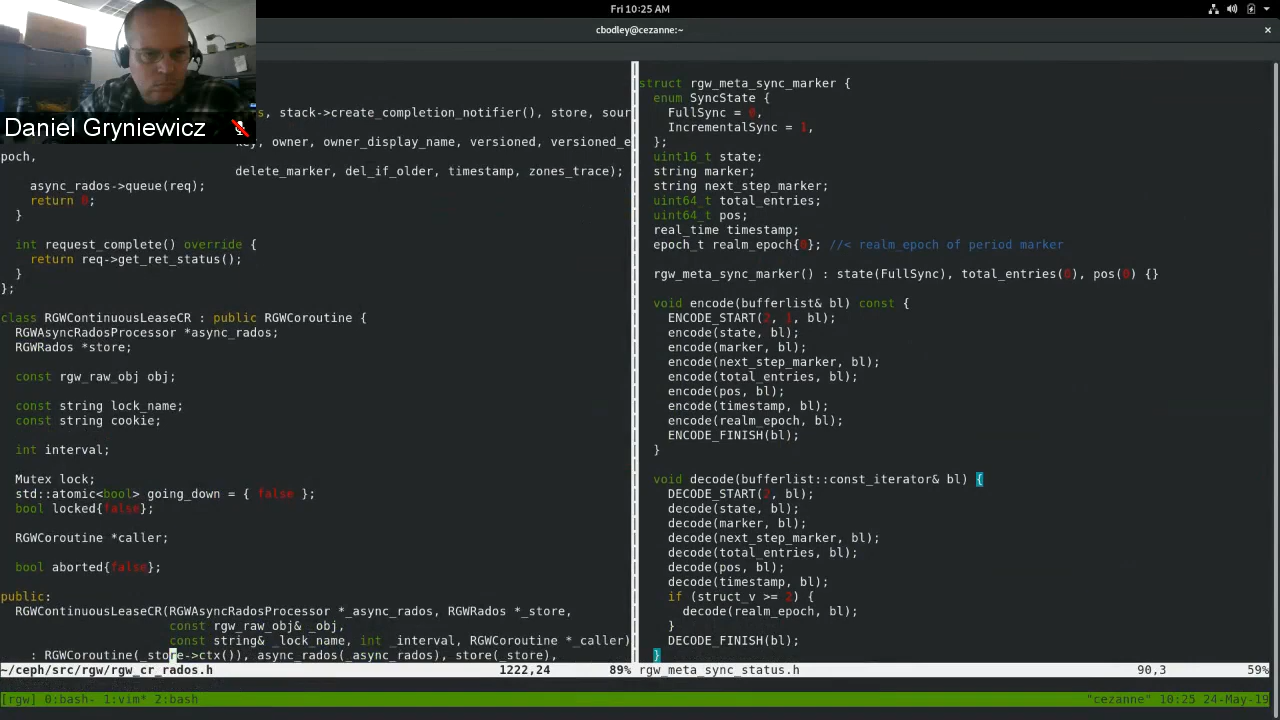 Fri 10:25 AM
cbodley@cezanne:~
Daniel Gryniewicz
s, stack->create_completion_notifier(), store, sour
key, owner, owner_display_name, versioned, versioned_e
poch,
delete_marker, del_if_older, timestamp, zones_trace);
async_rados->queue(req);
return 0;
}
int request_complete() override {
return req->get_ret_status();
}
};
class RGWContinuousLeaseCR : public RGWCoroutine {
RGWAsyncRadosProcessor *async_rados;
RGWRados *store;
const rgw_raw_obj obj;
const string lock_name;
const string cookie;
int interval;
Mutex lock;
std::atomic<bool> going_down = { false };
bool locked{false};
RGWCoroutine *caller;
bool aborted{false};
public:
RGWContinuousLeaseCR(RGWAsyncRadosProcessor *_async_rados, RGWRados *_store,
const rgw_raw_obj& _obj,
const string& _lock_name, int _interval, RGWCoroutine *_caller)
: RGWCoroutine(_store->ctx()), async_rados(_async_rados), store(_store),
~/ceph/src/rgw/rgw_cr_rados.h 1222,24 89%
struct rgw_meta_sync_marker {
enum SyncState {
FullSync = 0,
IncrementalSync = 1,
};
uint16_t state;
string marker;
string next_step_marker;
uint64_t total_entries;
uint64_t pos;
real_time timestamp;
epoch_t realm_epoch{0}; //< realm_epoch of period marker
rgw_meta_sync_marker() : state(FullSync), total_entries(0), pos(0) {}
void encode(bufferlist& bl) const {
ENCODE_START(2, 1, bl);
encode(state, bl);
encode(marker, bl);
encode(next_step_marker, bl);
encode(total_entries, bl);
encode(pos, bl);
encode(timestamp, bl);
encode(realm_epoch, bl);
ENCODE_FINISH(bl);
}
void decode(bufferlist::const_iterator& bl) {
DECODE_START(2, bl);
decode(state, bl);
decode(marker, bl);
decode(next_step_marker, bl);
decode(total_entries, bl);
decode(pos, bl);
decode(timestamp, bl);
if (struct_v >= 2) {
decode(realm_epoch, bl);
}
DECODE_FINISH(bl);
}
rgw_meta_sync_status.h 90,3 59%
[rgw] 0:bash- 1:vim* 2:bash "cezanne" 10:25 24-May-19